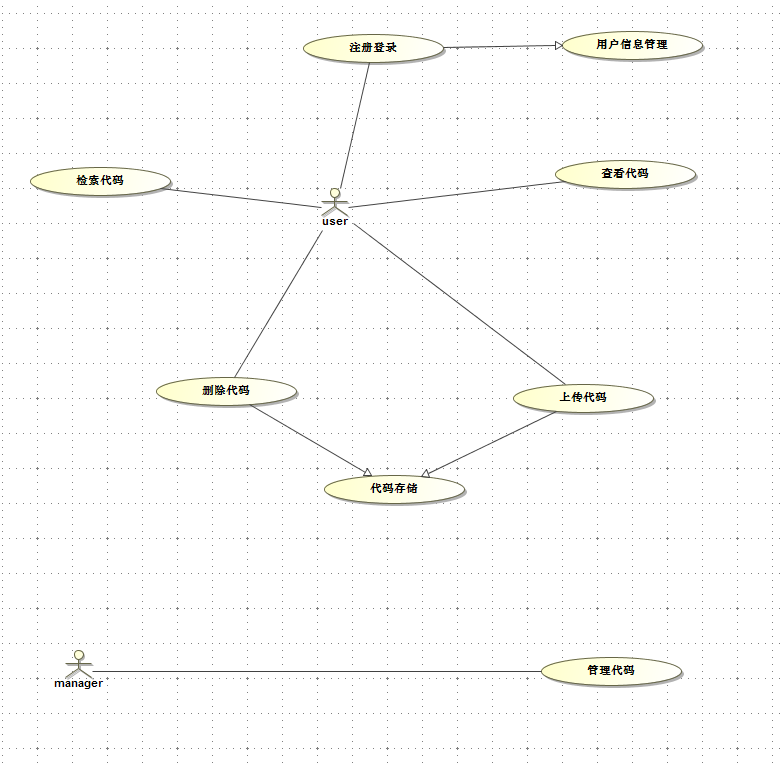 注册登录
用户信息管理
检索代码
查看代码
user
删除代码
上传代码
代码存储
manager
管理代码